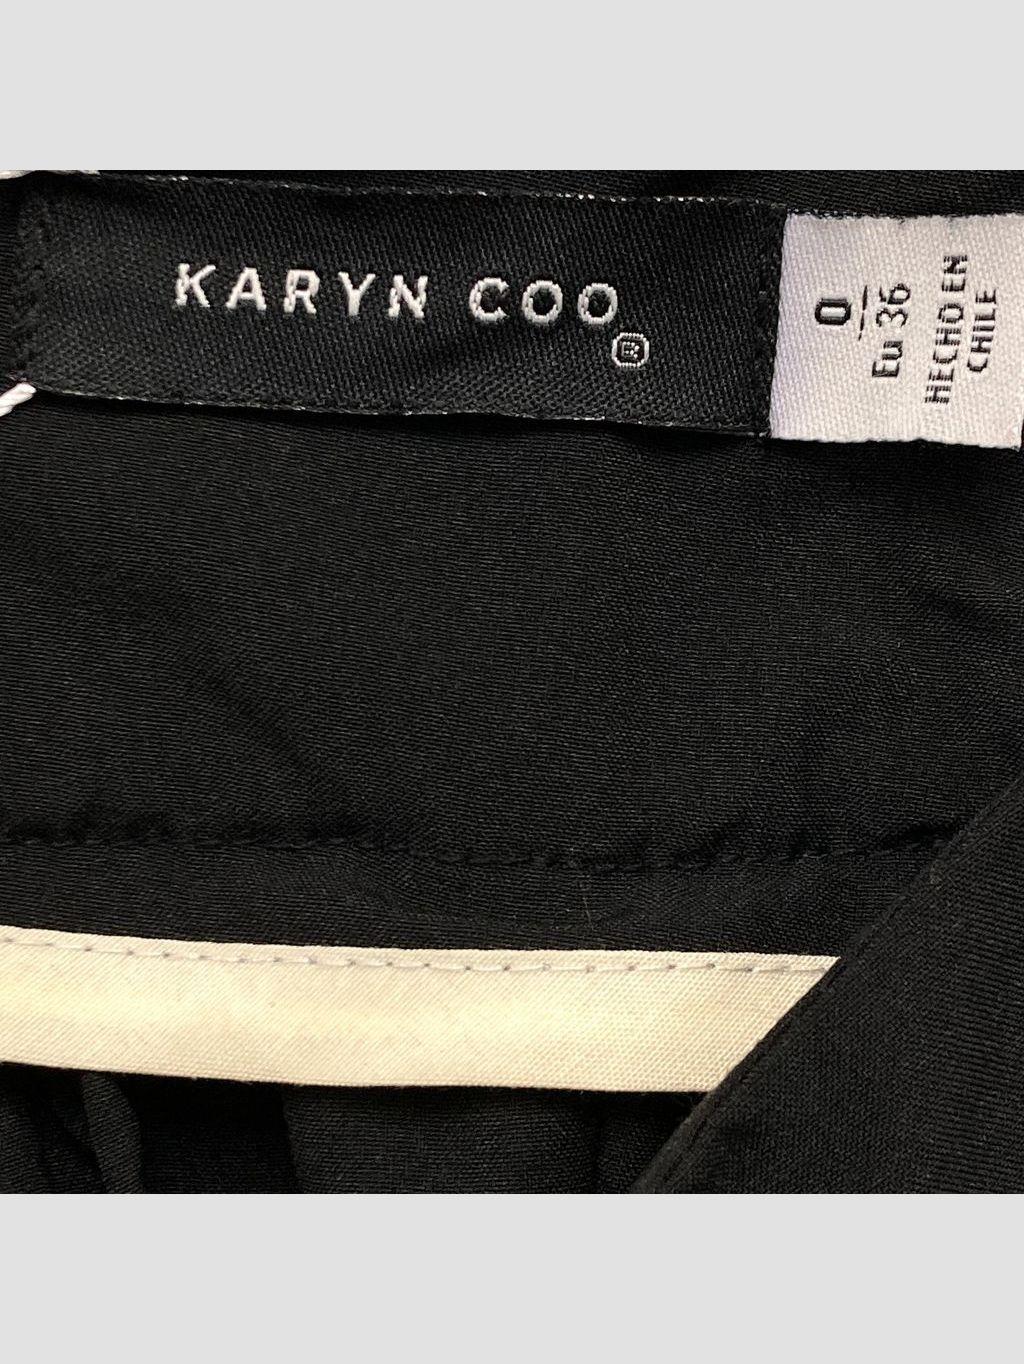 KARYN COO
®
0
Eu 36
HECHO EN
CHILE